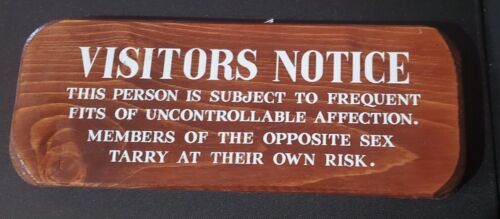 VISITORS NOTICE
THIS PERSON IS SUBJECT TO FREQUENT
FITS OF UNCONTROLLABLE AFFECTION.
MEMBERS OF THE OPPOSITE SEX
TARRY AT THEIR OWN RISK.